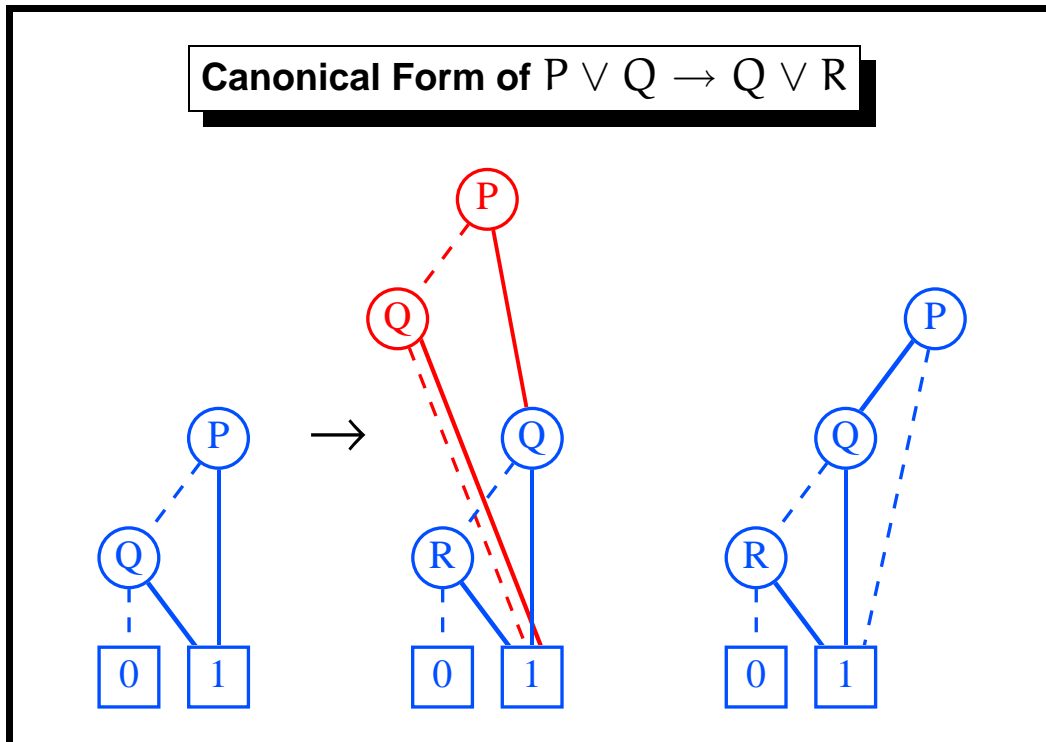 Canonical Form of P ∨ Q → Q ∨ R
P
Q P
P → Q Q
Q R R
0 1 0 1 0 1